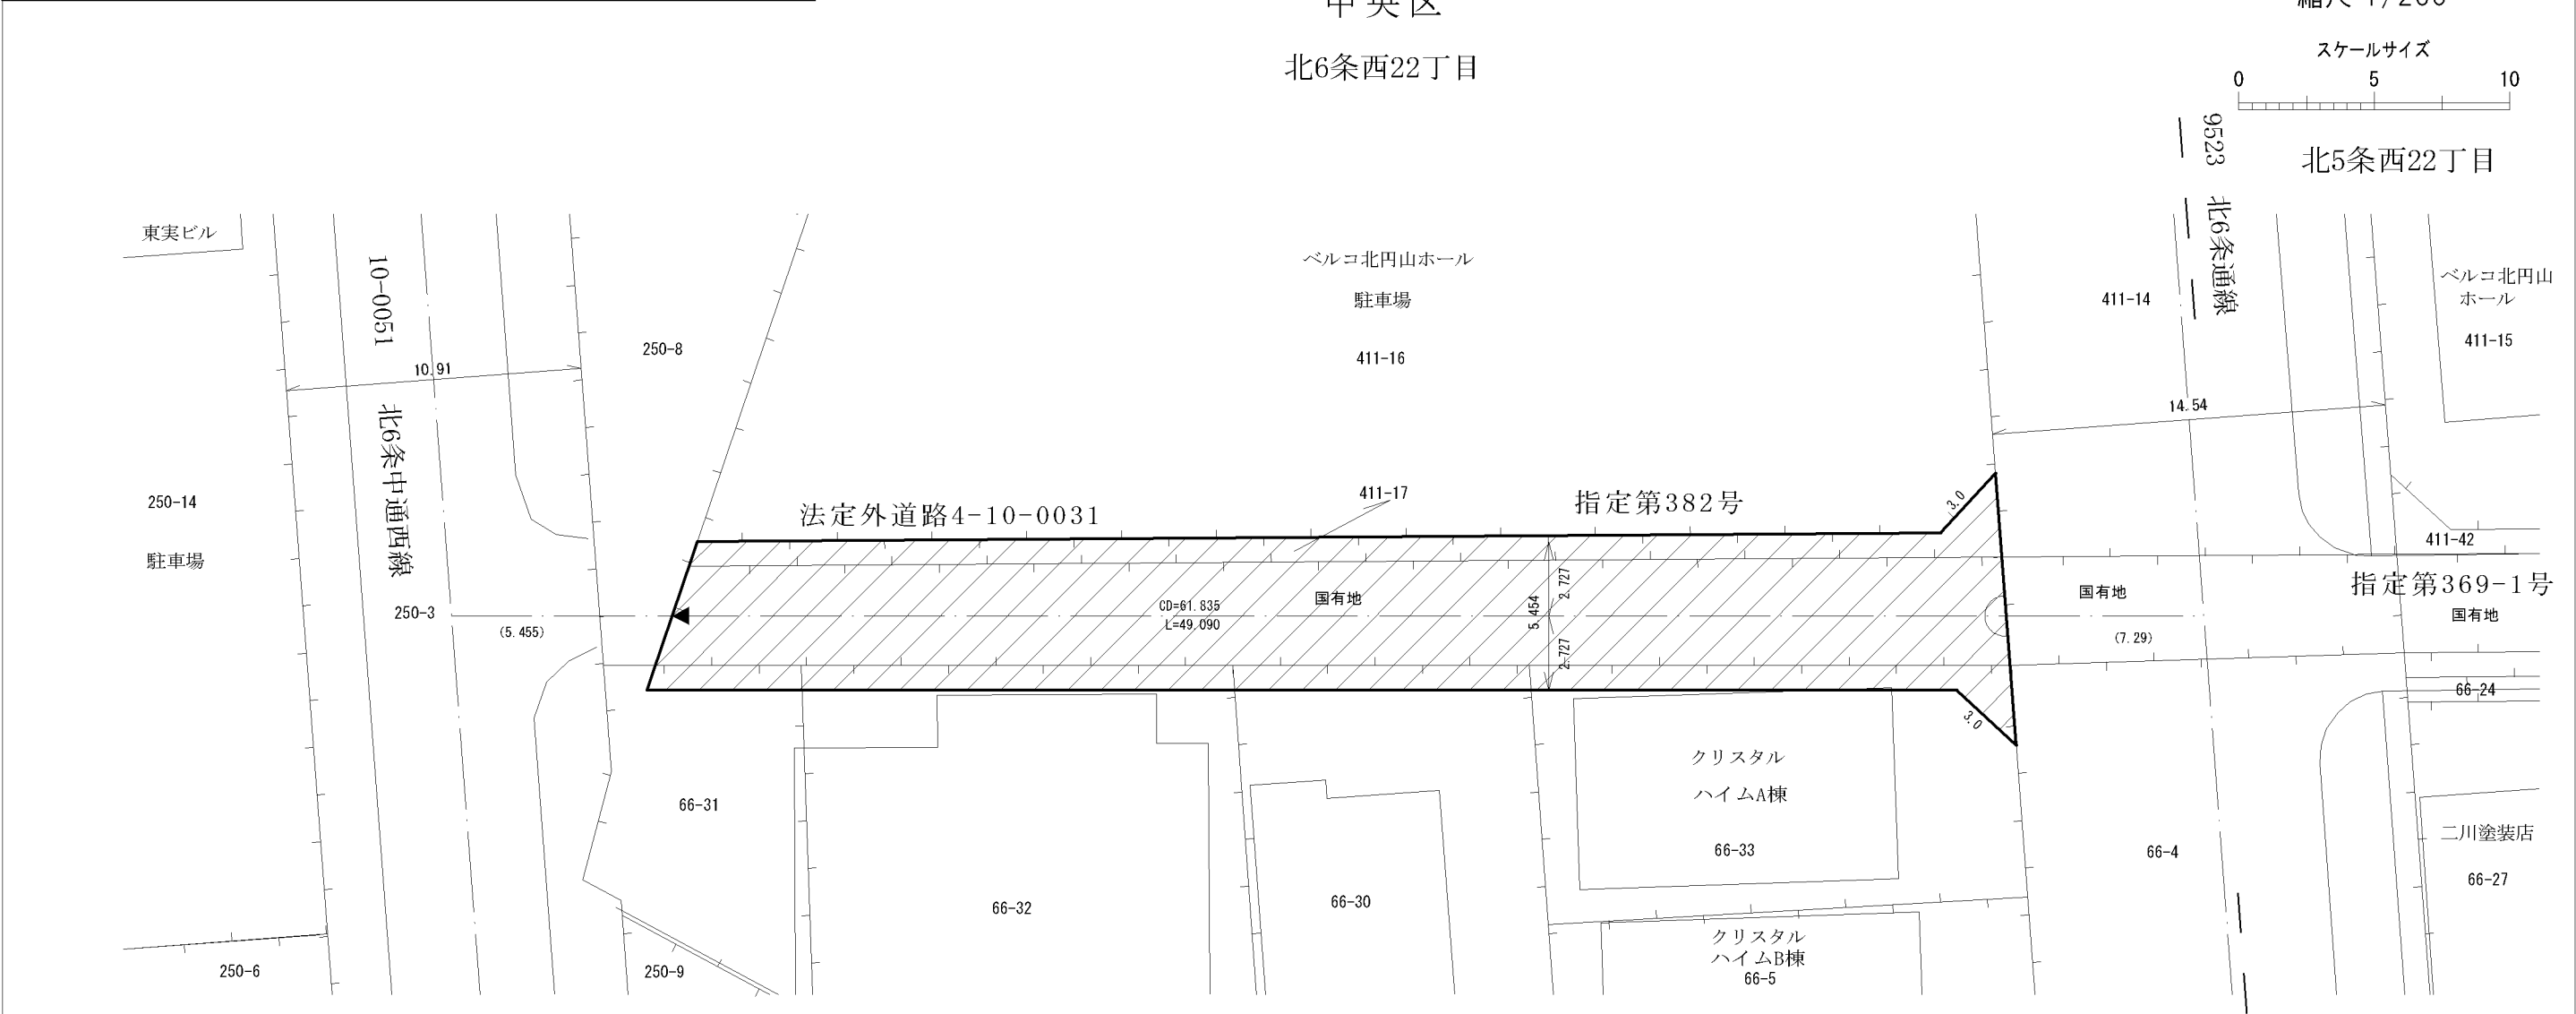 中央区
縮尺 1/200
北6条西22丁目
スケールサイズ
0 5 10
北5条西22丁目
9523 北6条通線
東実ビル
10-0051 北6条中通西線
10.91
250-8
ベルコ北円山ホール
駐車場
411-16
411-14
ベルコ北円山
ホール
411-15
14.54
250-14
駐車場
法定外道路4-10-0031
411-17
指定第382号
3.0
411-42
指定第369-1号
国有地
250-3
(5.455)
CD=61.835
L=49.090
国有地
5.454
2.727
2.727
国有地
(7.29)
66-24
3.0
66-31
クリスタル
ハイムA棟
66-33
66-4
二川塗装店
66-27
66-32
66-30
クリスタル
ハイムB棟
66-5
250-6
250-9